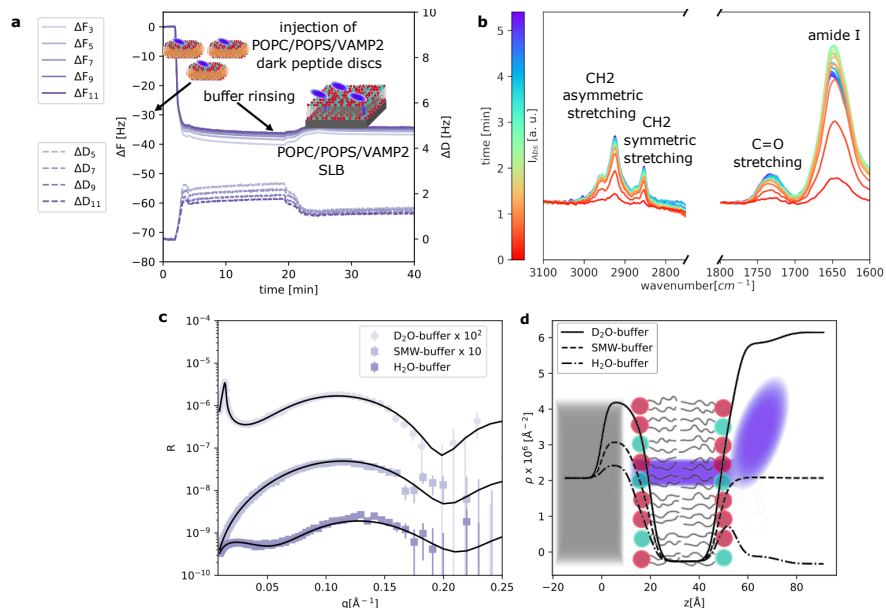 a
ΔF3
ΔF5
ΔF7
ΔF9
ΔF11
ΔD5
ΔD7
ΔD9
ΔD11
0
−10
−20
−30
−40
−50
−60
−70
−80
ΔF [Hz]
injection of
POPC/POPS/VAMP2
dark peptide discs
buffer rinsing
POPC/POPS/VAMP2
SLB
10
8
6
4
2
0
ΔD [Hz]
0 10 20 30 40
time [min]
b
5
4
3
2
1
0
time [min]
IAbs [a. u.]
CH2
asymmetric
stretching
CH2
symmetric
stretching
C=O
stretching
amide I
3100 3000 2900 2800 1800 1700 1600
wavenumber[cm−1]
c
10−4
10−5
10−6
10−7
10−8
10−9
10−10
R
D2O-buffer x 102
SMW-buffer x 10
H2O-buffer
0.05 0.10 0.15 0.20 0.25
q[Å−1]
d
D2O-buffer
SMW-buffer
H2O-buffer
6
5
4
3
2
0
ρ x 106 [Å−2]
−20 0 20 40 60 80
z[Å]